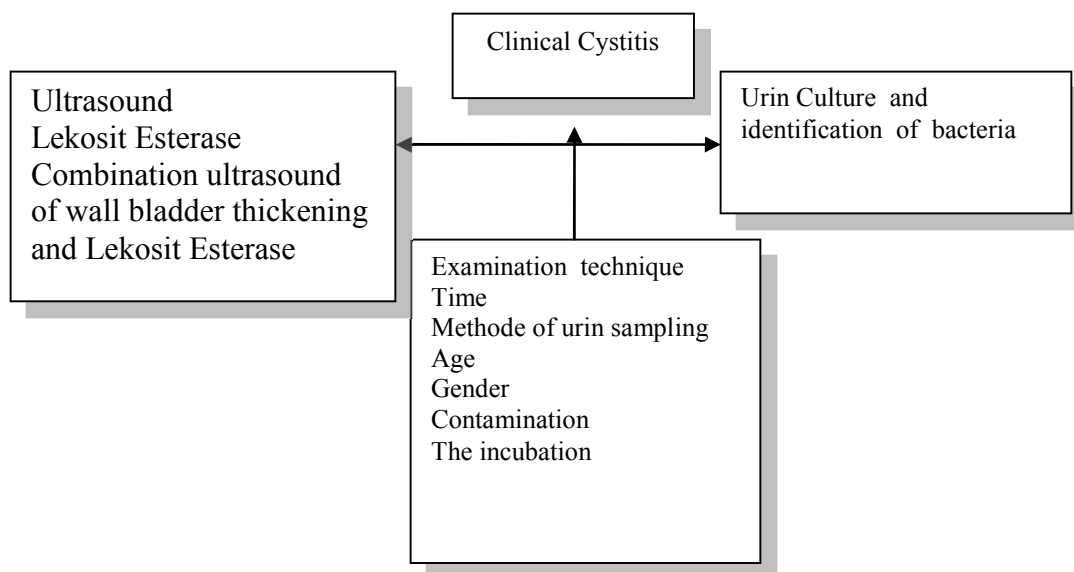 Clinical Cystitis
Ultrasound
Lekosit Esterase
Combination ultrasound
of wall bladder thickening
and Lekosit Esterase
Urin Culture and
identification of bacteria
Examination technique
Time
Methode of urin sampling
Age
Gender
Contamination
The incubation